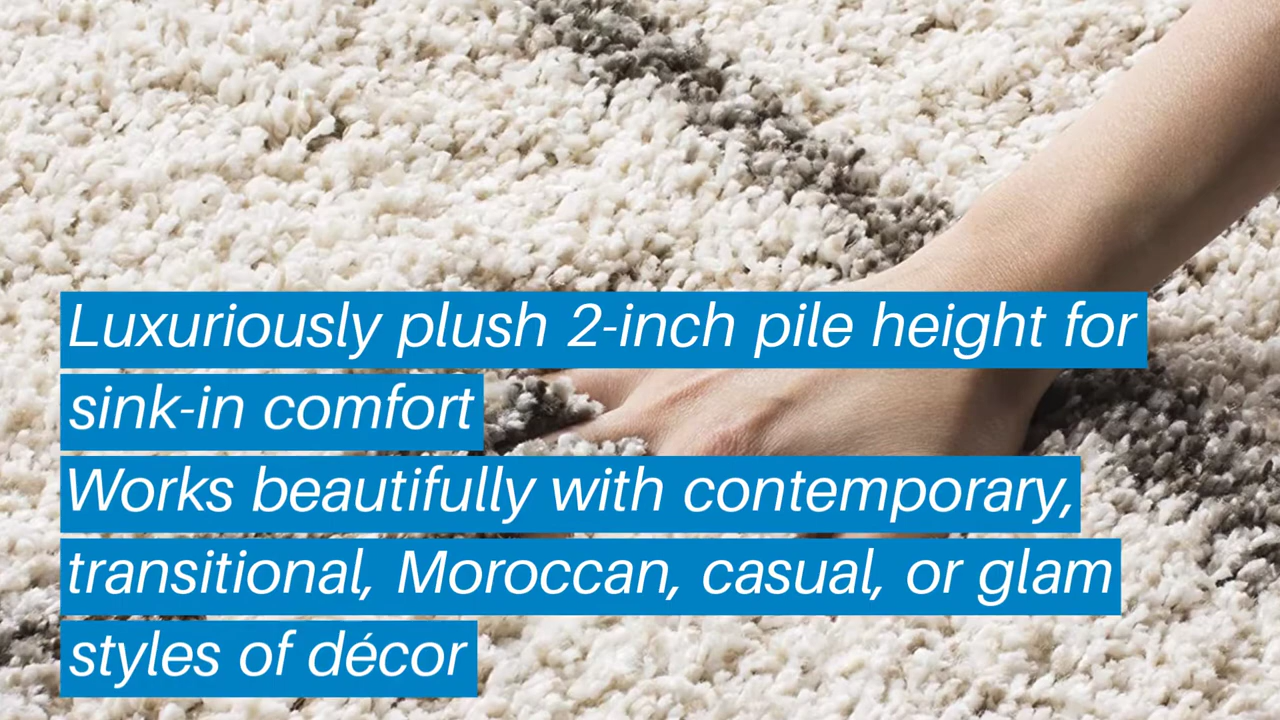 Luxuriously plush 2-inch pile height for
sink-in comfort
Works beautifully with contemporary,
transitional, Moroccan, casual, or glam
styles of décor